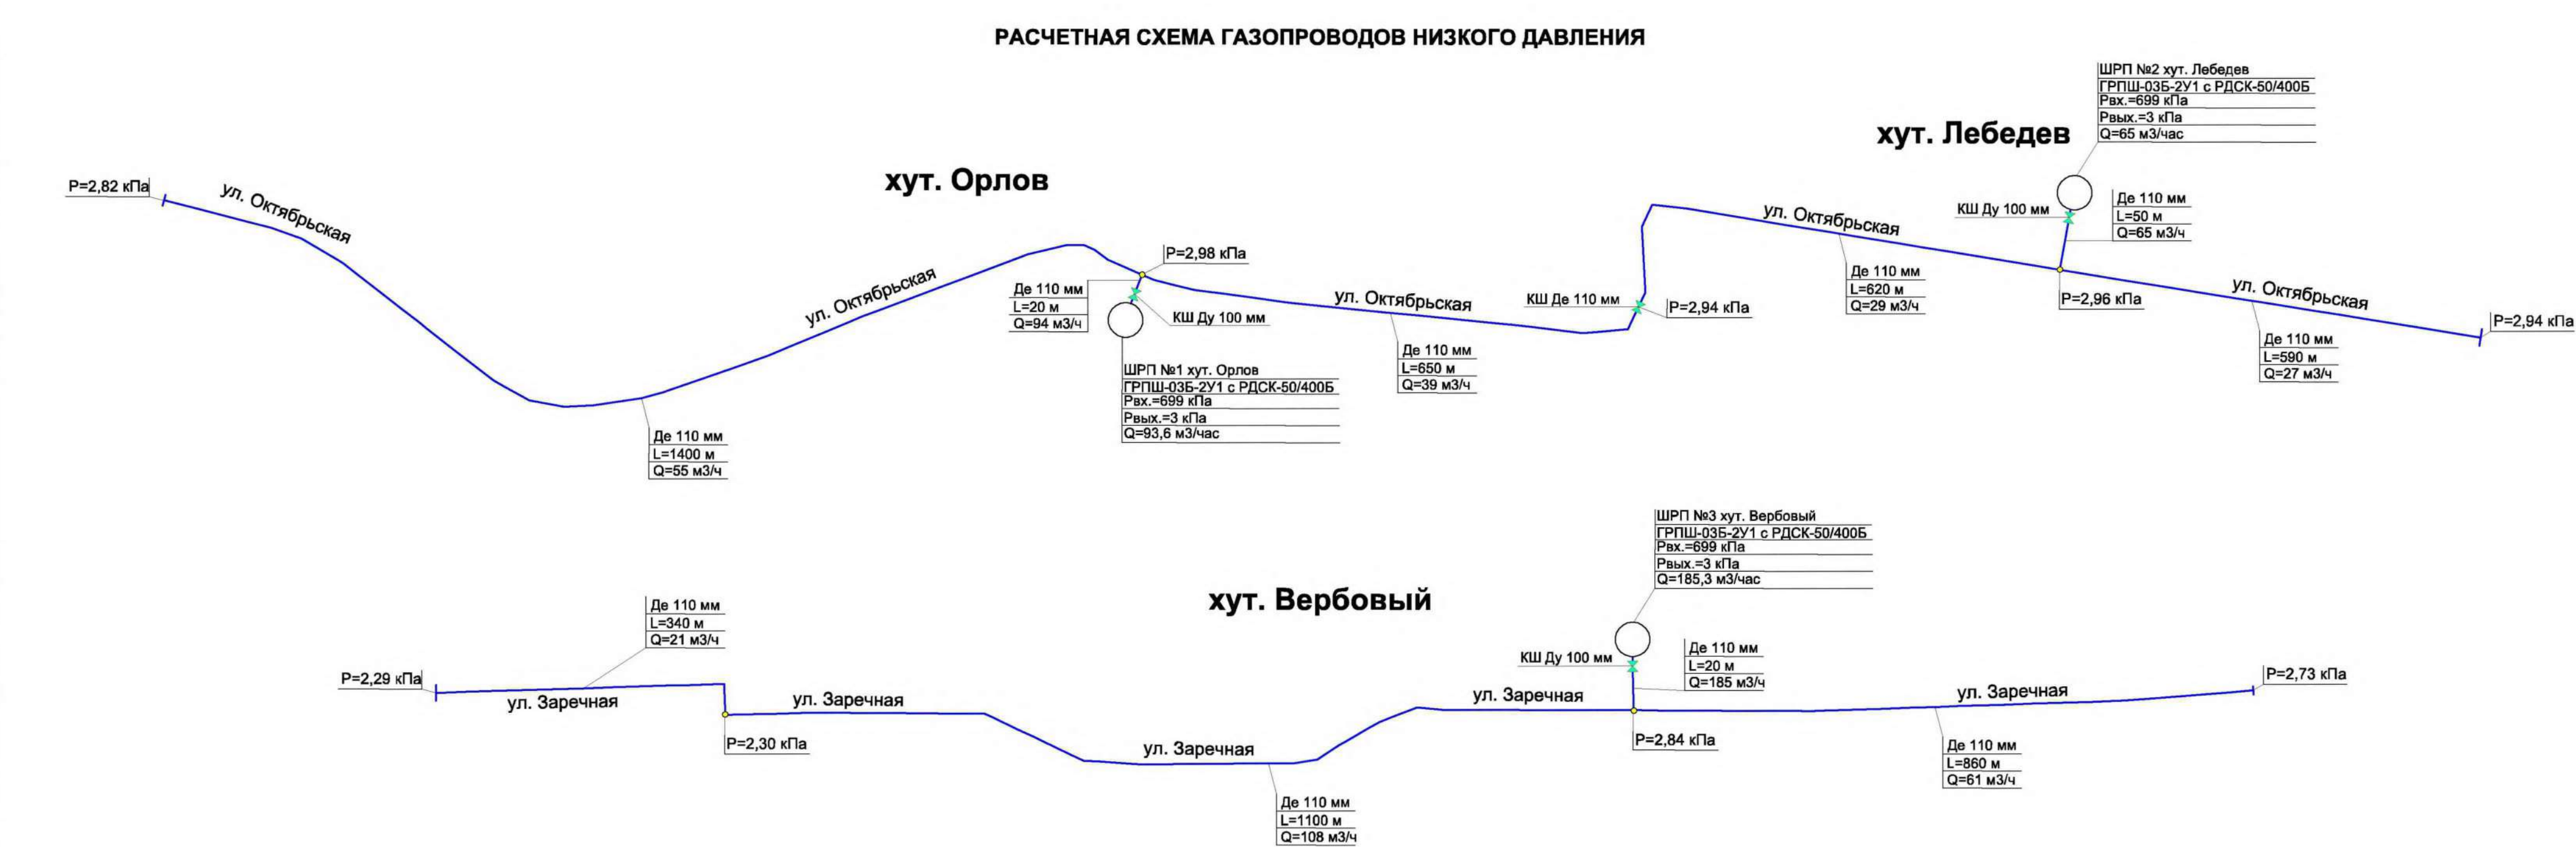 РАСЧЕТНАЯ СХЕМА ГАЗОПРОВОДОВ НИЗКОГО ДАВЛЕНИЯ
ШРП №2 хут. Лебедев
ГРПШ-03Б-2У1 с РДСК-50/400Б
Рвх.=699 кПа
Рвых.=3 кПа
Q=65 м3/час
хут. Лебедев
хут. Орлов
Р=2,82 кПа
ул. Октябрьская
КШ Ду 100 мм
Де 110 мм
L=50 м
Q=65 м3/ч
ул. Октябрьская
Р=2,98 кПа
ул. Октябрьская
Де 110 мм
L=20 м
Q=94 м3/ч
КШ Ду 100 мм
ул. Октябрьская
КШ Де 110 мм
Р=2,94 кПа
Де 110 мм
L=620 м
Q=29 м3/ч
Р=2,96 кПа
ул. Октябрьская
Р=2,94 кПа
Де 110 мм
L=590 м
Q=27 м3/ч
Де 110 мм
L=650 м
Q=39 м3/ч
ШРП №1 хут. Орлов
ГРПШ-03Б-2У1 с РДСК-50/400Б
Рвх.=699 кПа
Рвых.=3 кПа
Q=93,6 м3/час
Де 110 мм
L=1400 м
Q=55 м3/ч
ШРП №3 хут. Вербовый
ГРПШ-03Б-2У1 с РДСК-50/400Б
Рвх.=699 кПа
Рвых.=3 кПа
Q=185,3 м3/час
хут. Вербовый
Де 110 мм
L=340 м
Q=21 м3/ч
КШ Ду 100 мм
Де 110 мм
L=20 м
Q=185 м3/ч
Р=2,29 кПа
ул. Заречная
ул. Заречная
ул. Заречная
ул. Заречная
Р=2,73 кПа
Р=2,30 кПа
ул. Заречная
Р=2,84 кПа
Де 110 мм
L=860 м
Q=61 м3/ч
Де 110 мм
L=1100 м
Q=108 м3/ч